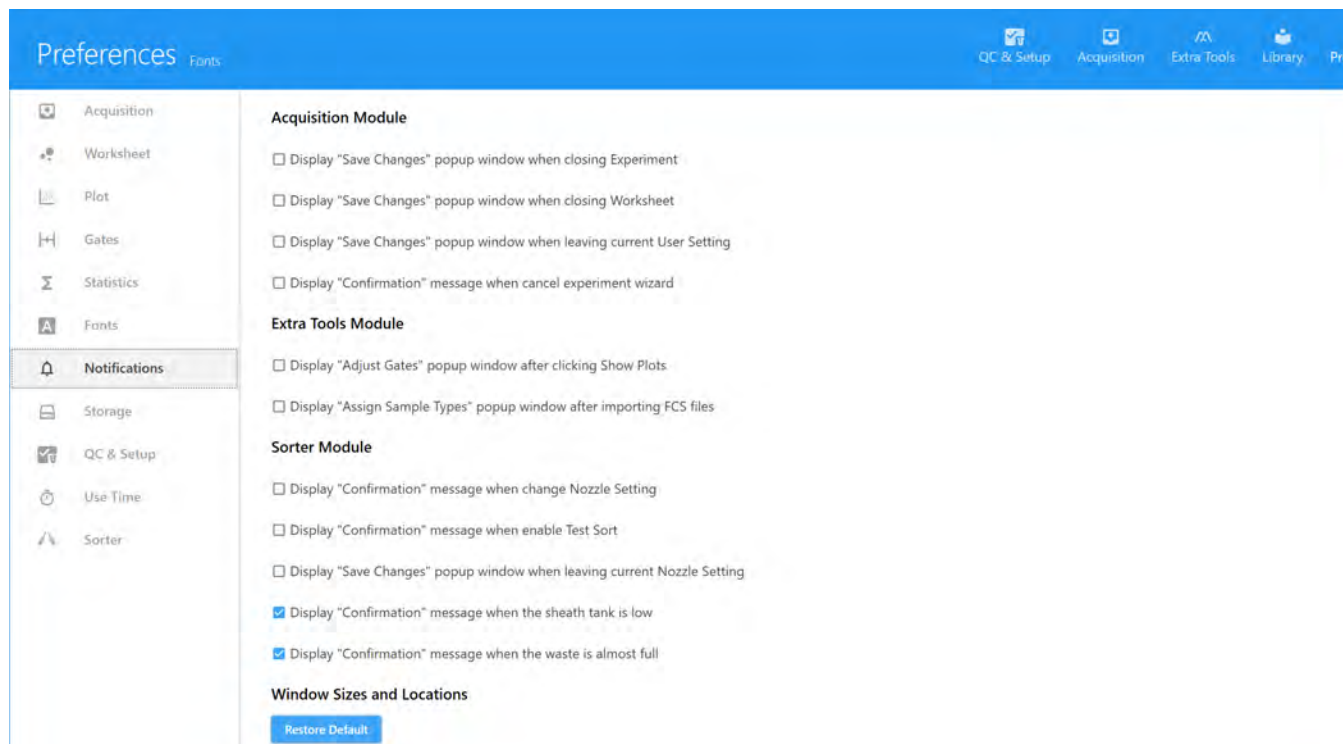 Preferences Fonts
QC & Setup
Acquisition
Extra Tools
Library
Acquisition
Worksheet
Plot
Gates
Statistics
Fonts
Notifications
Storage
QC & Setup
Use Time
Sorter
Acquisition Module
Display "Save Changes" popup window when closing Experiment
Display "Save Changes" popup window when closing Worksheet
Display "Save Changes" popup window when leaving current User Setting
Display "Confirmation" message when cancel experiment wizard
Extra Tools Module
Display "Adjust Gates" popup window after clicking Show Plots
Display "Assign Sample Types" popup window after importing FCS files
Sorter Module
Display "Confirmation" message when change Nozzle Setting
Display "Confirmation" message when enable Test Sort
Display "Save Changes" popup window when leaving current Nozzle Setting
Display "Confirmation" message when the sheath tank is low
Display "Confirmation" message when the waste is almost full
Window Sizes and Locations
Restore Default